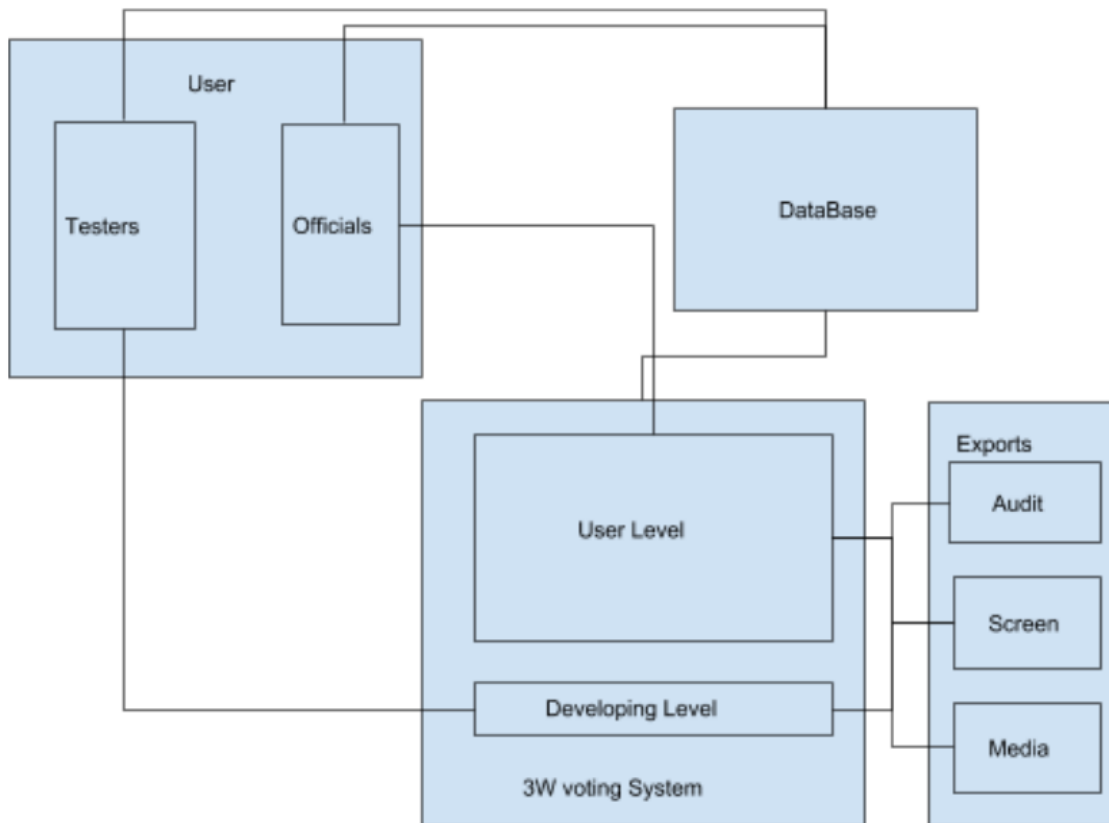 User
Testers
Officials
DataBase
User Level
Developing Level
3W voting System
Exports
Audit
Screen
Media